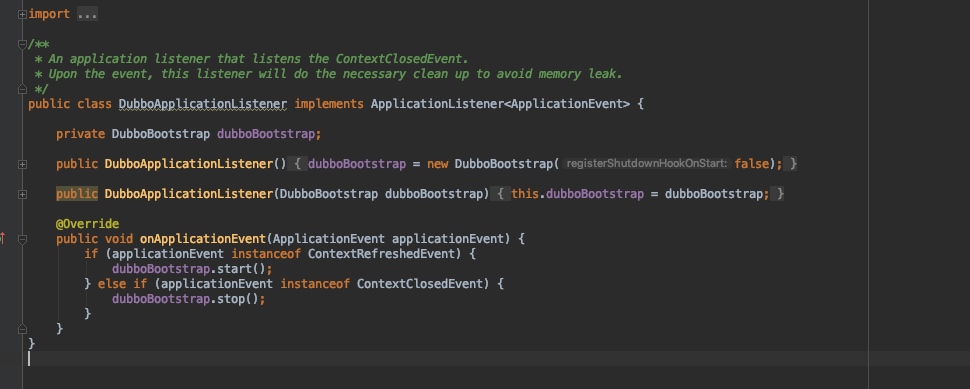 import ...
/**
 * An application listener that listens the ContextClosedEvent.
 * Upon the event, this listener will do the necessary clean up to avoid memory leak.
 */
public class DubboApplicationListener implements ApplicationListener<ApplicationEvent> {
    private DubboBootstrap dubboBootstrap;
    public DubboApplicationListener() { dubboBootstrap = new DubboBootstrap( registerShutdownHookOnStart: false); }
    public DubboApplicationListener(DubboBootstrap dubboBootstrap) { this.dubboBootstrap = dubboBootstrap; }
    @Override
    public void onApplicationEvent(ApplicationEvent applicationEvent) {
        if (applicationEvent instanceof ContextRefreshedEvent) {
            dubboBootstrap.start();
        } else if (applicationEvent instanceof ContextClosedEvent) {
            dubboBootstrap.stop();
        }
    }
}